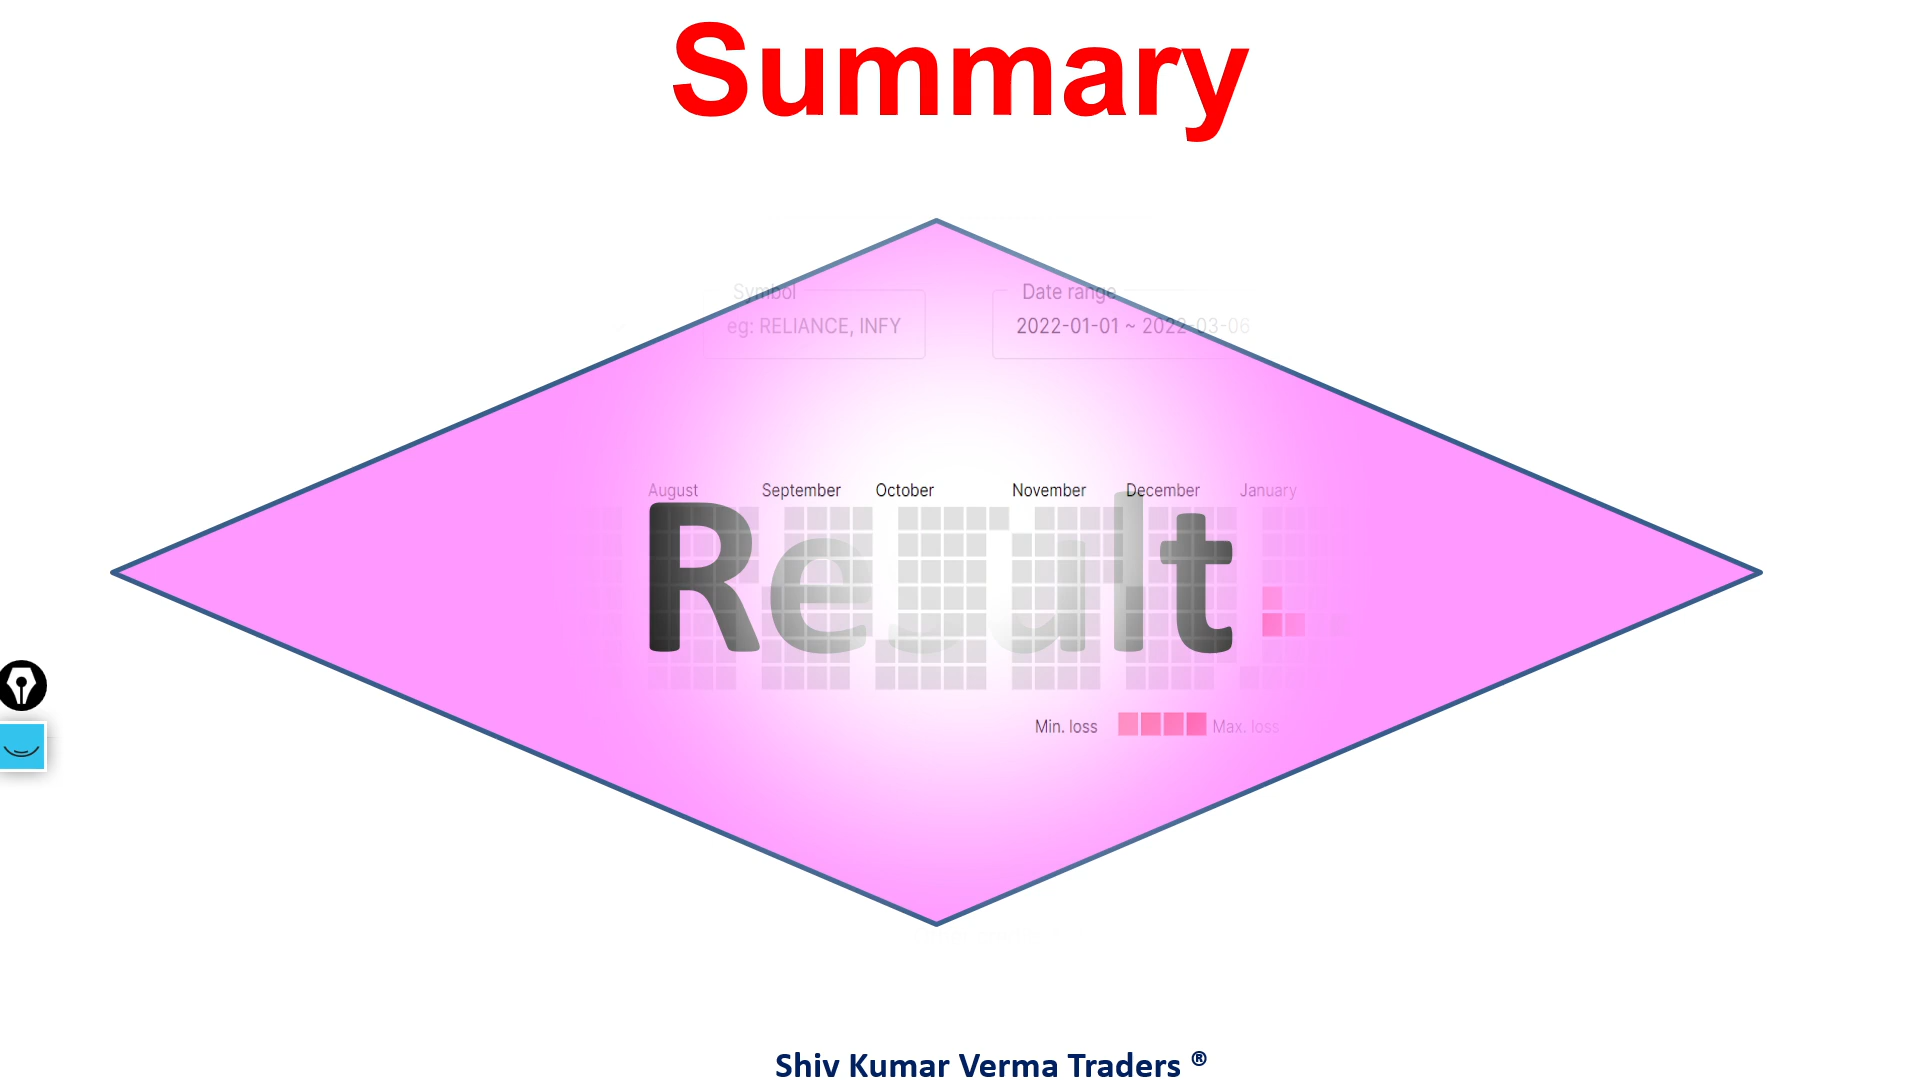 Summary
Symbol
Date range
eg: RELIANCE, INFY
2022-01-01 ~ 2022-03-06
August September October November December January
Result
Min. loss Max. loss
Shiv Kumar Verma Traders ®